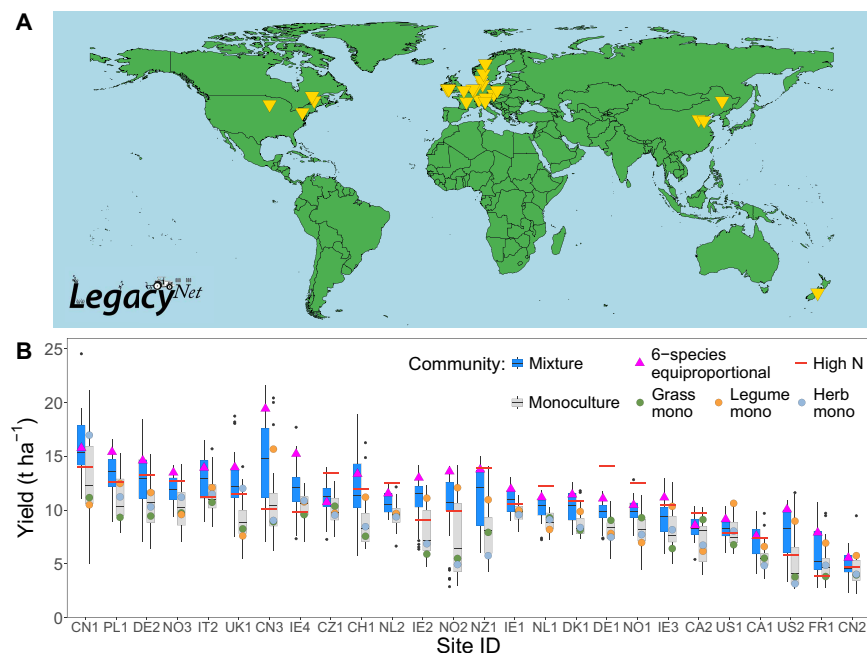 A
LegacyNet
B
Yield (t ha⁻¹)
25
20
15
10
5
0
Community:
Mixture
6−species
equiproportional
High N
Monoculture
Grass
mono
Legume
mono
Herb
mono
CN1 PL1 DE2 NO3 IT2 UK1 CN3 IE4 CZ1 CH1 NL2 IE2 NO2 NZ1 IE1 NL1 DK1 DE1 NO1 IE3 CA2 US1 CA1 US2 FR1 CN2
Site ID